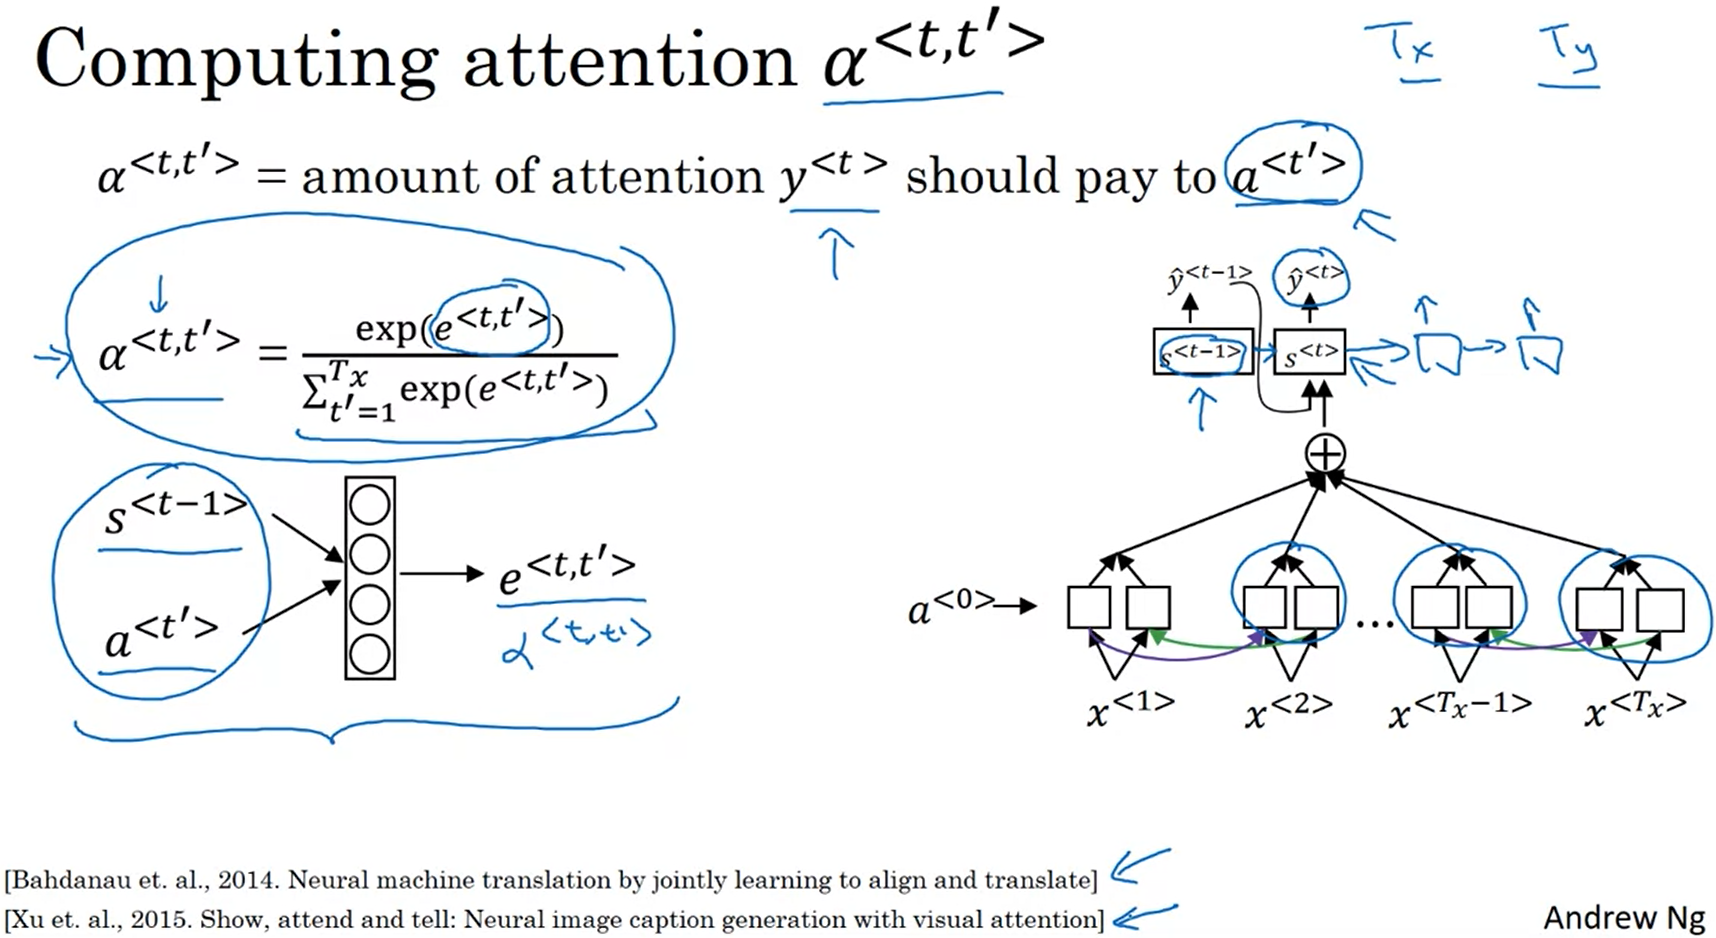 Computing attention α<t,t′>
Tx Ty
α<t,t′> = amount of attention y<t> should pay to a<t′>
α<t,t′> = exp(e<t,t′>) / Σ_{t′=1}^{Tx} exp(e<t,t′>)
ŷ<t−1> ŷ<t>
s<t−1> s<t>
s<t−1>
a<t′>
e<t,t′>
α<t,t′>
a<0>
...
x<1> x<2> x<Tx−1> x<Tx>
[Bahdanau et. al., 2014. Neural machine translation by jointly learning to align and translate]
[Xu et. al., 2015. Show, attend and tell: Neural image caption generation with visual attention]
Andrew Ng